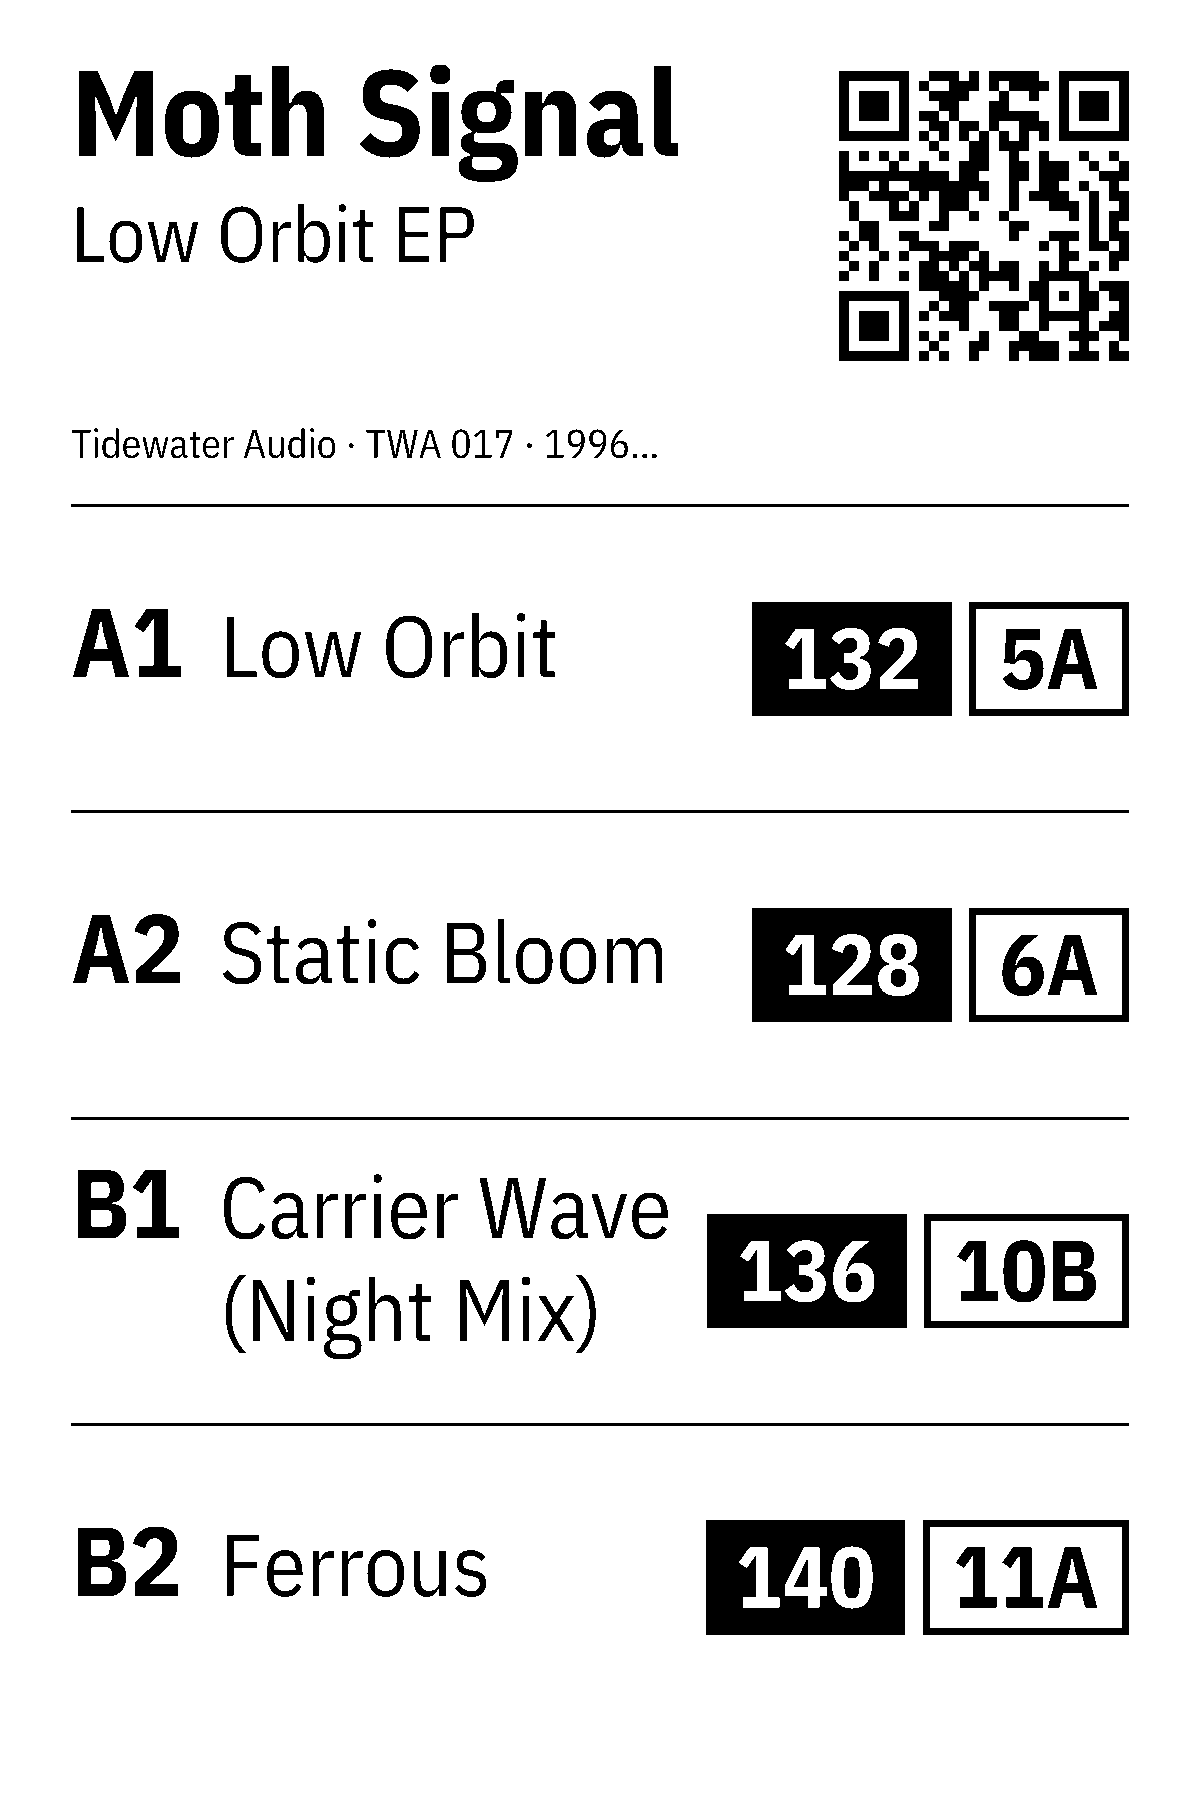 Moth Signal
Low Orbit EP
Tidewater Audio · TWA 017 · 1996...
A1 Low Orbit 132 5A
A2 Static Bloom 128 6A
B1 Carrier Wave
(Night Mix) 136 10B
B2 Ferrous 140 11A